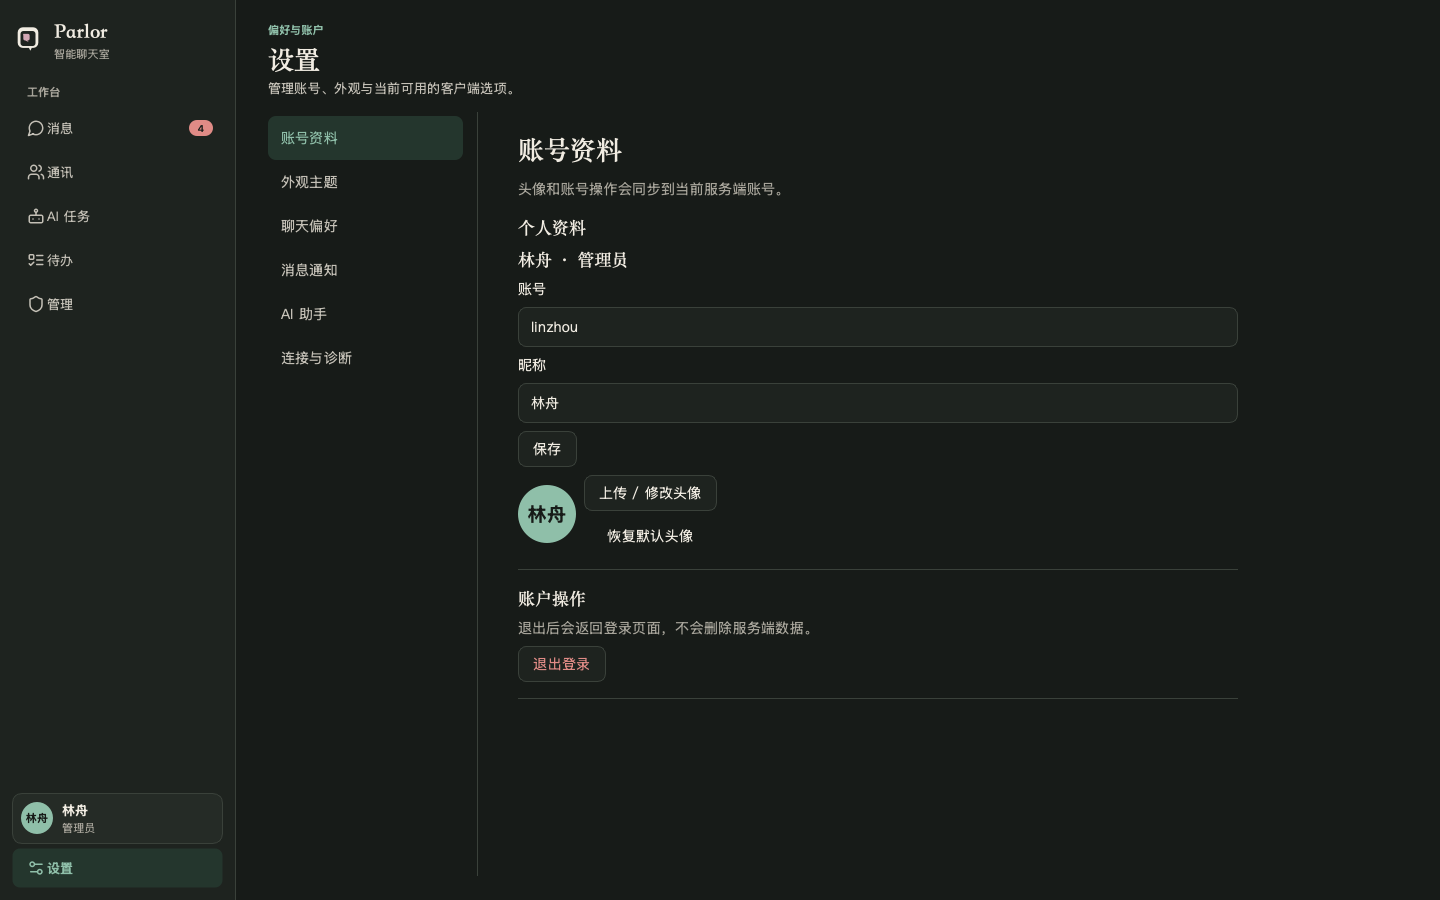 Parlor
智能聊天室
工作台
消息
4
通讯
AI 任务
待办
管理
林舟
林舟
管理员
设置
偏好与账户
设置
管理账号、外观与当前可用的客户端选项。
账号资料
外观主题
聊天偏好
消息通知
AI 助手
连接与诊断
账号资料
头像和账号操作会同步到当前服务端账号。
个人资料
林舟 · 管理员
账号
linzhou
昵称
林舟
保存
林舟
上传 / 修改头像
恢复默认头像
账户操作
退出后会返回登录页面，不会删除服务端数据。
退出登录